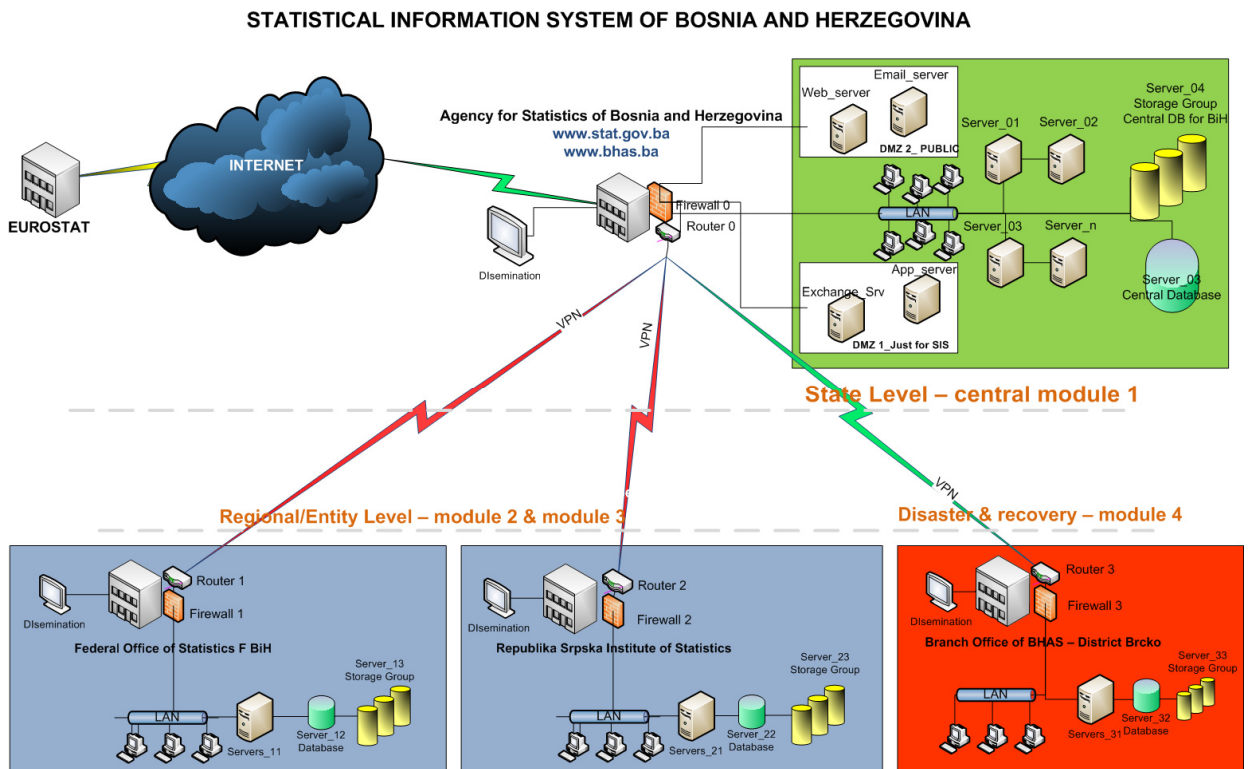 STATISTICAL INFORMATION SYSTEM OF BOSNIA AND HERZEGOVINA
EUROSTAT
INTERNET
Agency for Statistics of Bosnia and Herzegovina
www.stat.gov.ba
www.bhas.ba
Firewall 0
Router 0
DIsemination
Email_server
Web_server
DMZ 2_ PUBLIC
Server_01
Server_02
Server_04
Storage Group
Central DB for BiH
LAN
Server_03
Server_n
App_server
Exchange_Srv
DMZ 1_Just for SIS
Server_03
Central Database
State Level – central module 1
VPN
VPN
VPN
Regional/Entity Level – module 2 & module 3
Disaster & recovery – module 4
Router 1
Firewall 1
DIsemination
Federal Office of Statistics F BiH
Server_13
Storage Group
LAN
Servers_11
Server_12
Database
Router 2
Firewall 2
DIsemination
Republika Srpska Institute of Statistics
Server_23
Storage Group
LAN
Servers_21
Server_22
Database
Router 3
Firewall 3
DIsemination
Branch Office of BHAS – District Brcko
Server_33
Storage Group
LAN
Servers_31
Server_32
Database